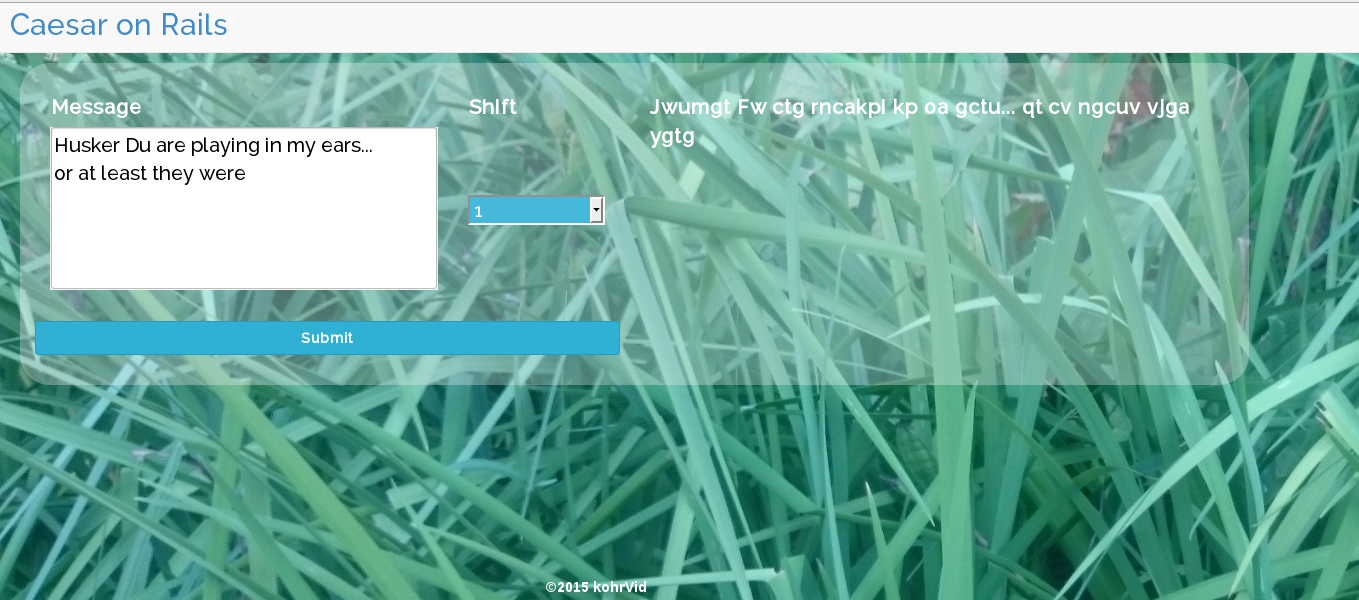 Caesar on Rails
Message
Shift
Jwumgt Fw ctg rncakpi kp oa gctu... qt cv ngcuv vjga
ygtg
Husker Du are playing in my ears...
or at least they were
1
Submit
©2015 kohrVid